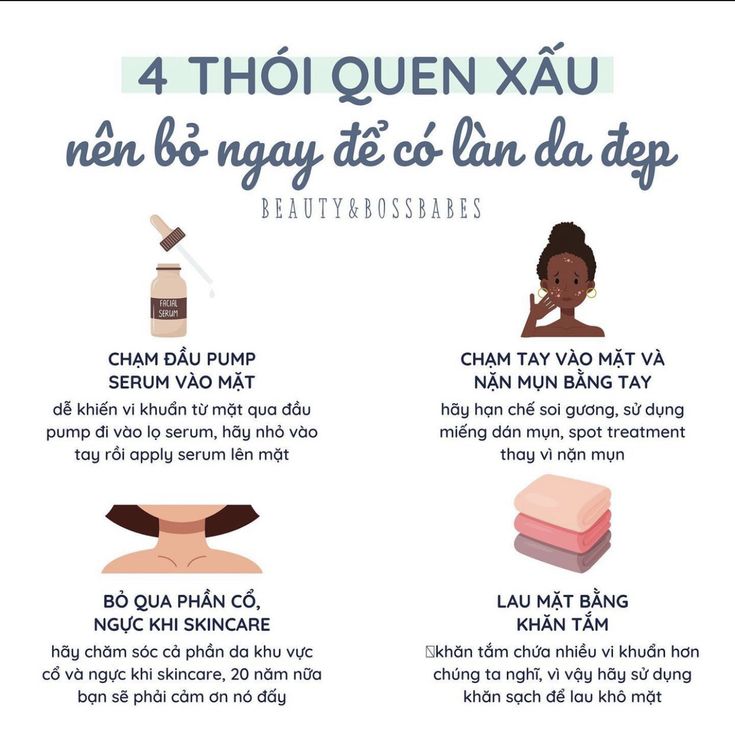 4 THÓI QUEN XẤU
nên bỏ ngay để có làn da đẹp
BEAUTY&BOSSBABES
FACIAL
SERUM
CHẠM ĐẦU PUMP
SERUM VÀO MẶT
dễ khiến vi khuẩn từ mặt qua đầu
pump đi vào lọ serum, hãy nhỏ vào
tay rồi apply serum lên mặt
CHẠM TAY VÀO MẶT VÀ
NẶN MỤN BẰNG TAY
hãy hạn chế soi gương, sử dụng
miếng dán mụn, spot treatment
thay vì nặn mụn
BỎ QUA PHẦN CỔ,
NGỰC KHI SKINCARE
hãy chăm sóc cả phần da khu vực
cổ và ngực khi skincare, 20 năm nữa
bạn sẽ phải cảm ơn nó đấy
LAU MẶT BẰNG
KHĂN TẮM
khăn tắm chứa nhiều vi khuẩn hơn
chúng ta nghĩ, vì vậy hãy sử dụng
khăn sạch để lau khô mặt